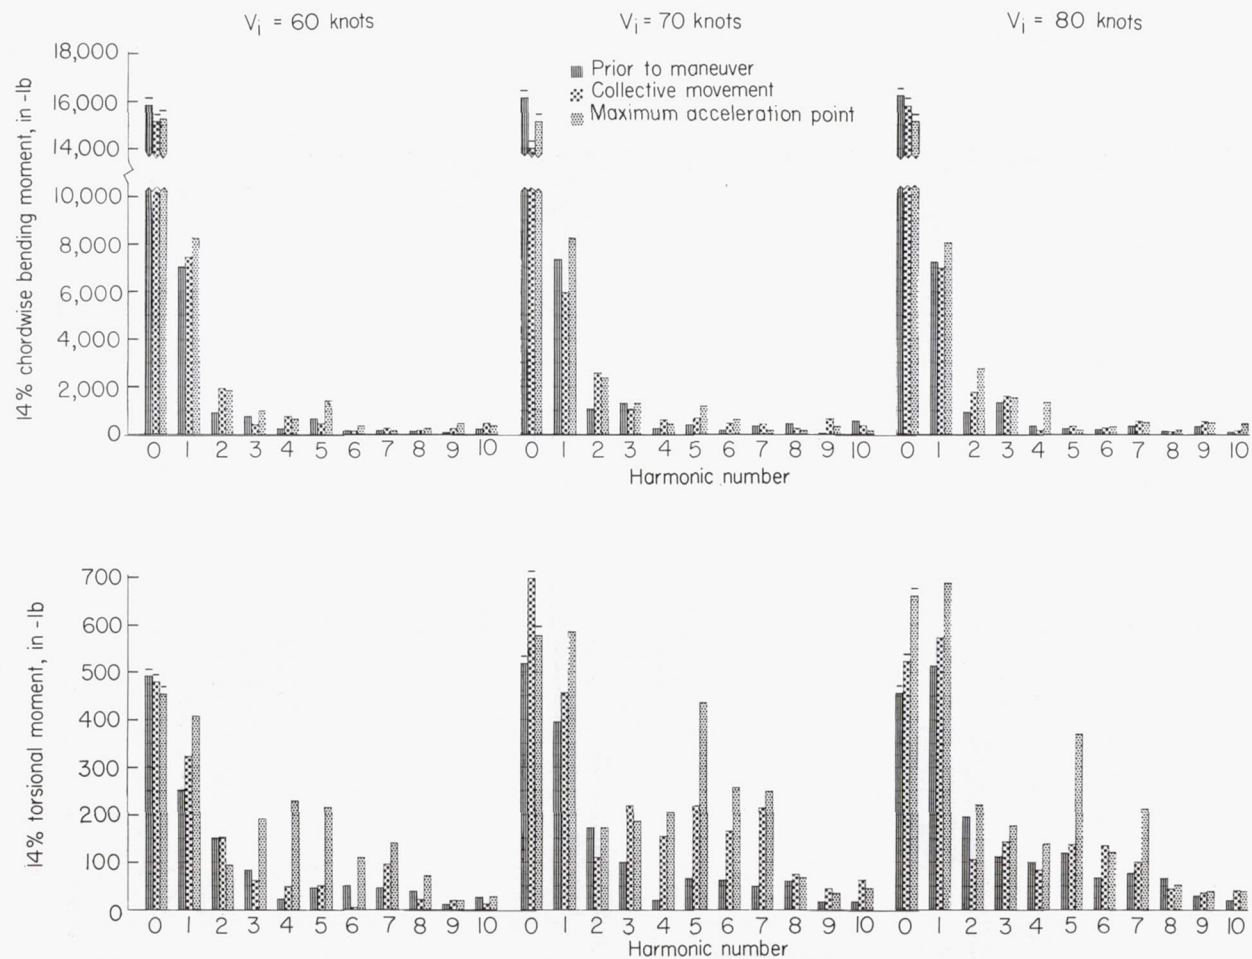 V_i = 60 knots
V_i = 70 knots
V_i = 80 knots
14% chordwise bending moment, in -lb
18,000
16,000
14,000
10,000
8,000
6,000
4,000
2,000
0
Prior to maneuver
Collective movement
Maximum acceleration point
0 1 2 3 4 5 6 7 8 9 10
0 1 2 3 4 5 6 7 8 9 10
0 1 2 3 4 5 6 7 8 9 10
Harmonic number
14% torsional moment, in -lb
700
600
500
400
300
200
100
0
0 1 2 3 4 5 6 7 8 9 10
0 1 2 3 4 5 6 7 8 9 10
0 1 2 3 4 5 6 7 8 9 10
Harmonic number